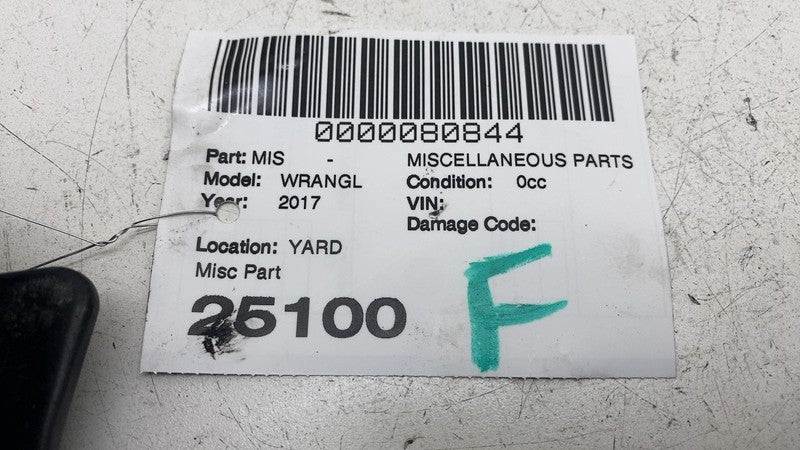 0000080844
Part: MIS - MISCELLANEOUS PARTS
Model: WRANGL Condition: 0cc
Year: 2017 VIN:
Damage Code:
Location: YARD
Misc Part
25100
F